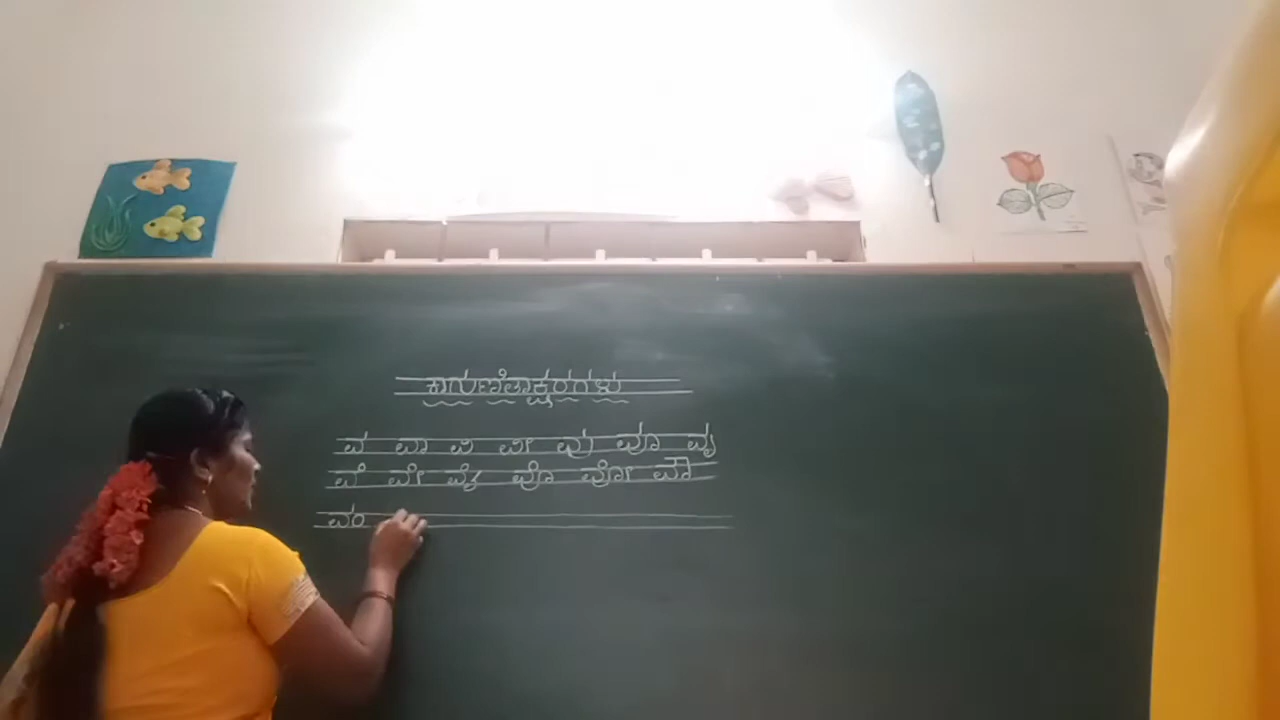 ಕಾಗುಣಿತಾಕ್ಷರಗಳು
ವ ವಾ ವಿ ವೀ ವು ವೂ ವೃ
ವೆ ವೇ ವೈ ವೊ ವೋ ವೌ
ವಂ